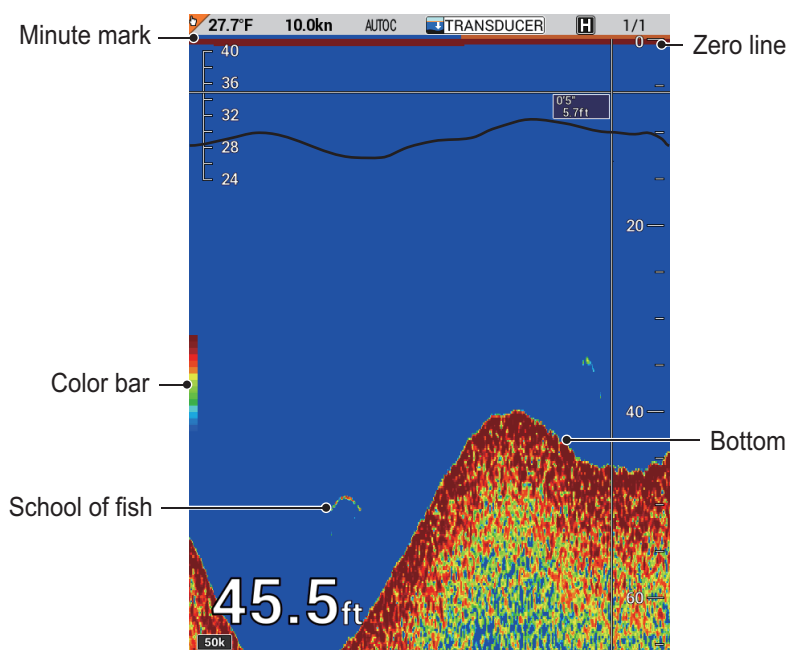 27.7°F 10.0kn AUTOC TRANSDUCER H 1/1
Minute mark
Zero line
40
36
32
28
24
0
0'5"
5.7ft
20
Color bar
40
Bottom
School of fish
45.5ft
60
50k